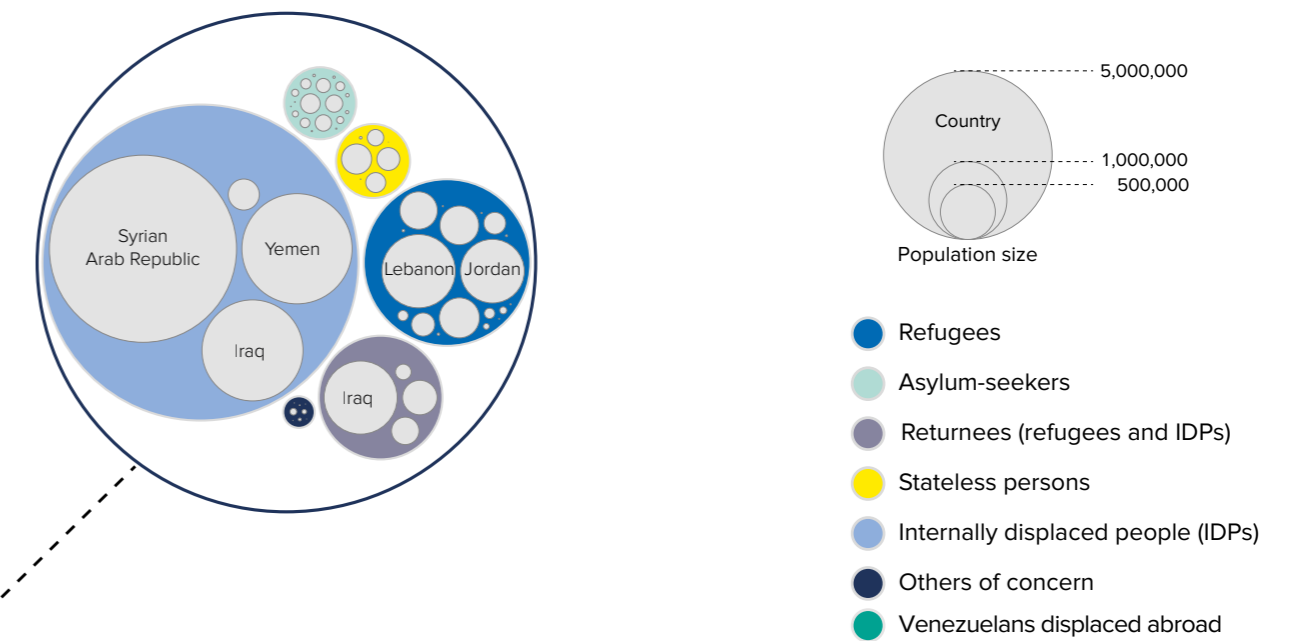 Syrian
Arab Republic
Yemen
Iraq
Lebanon
Jordan
Iraq
5,000,000
Country
1,000,000
500,000
Population size
Refugees
Asylum-seekers
Returnees (refugees and IDPs)
Stateless persons
Internally displaced people (IDPs)
Others of concern
Venezuelans displaced abroad